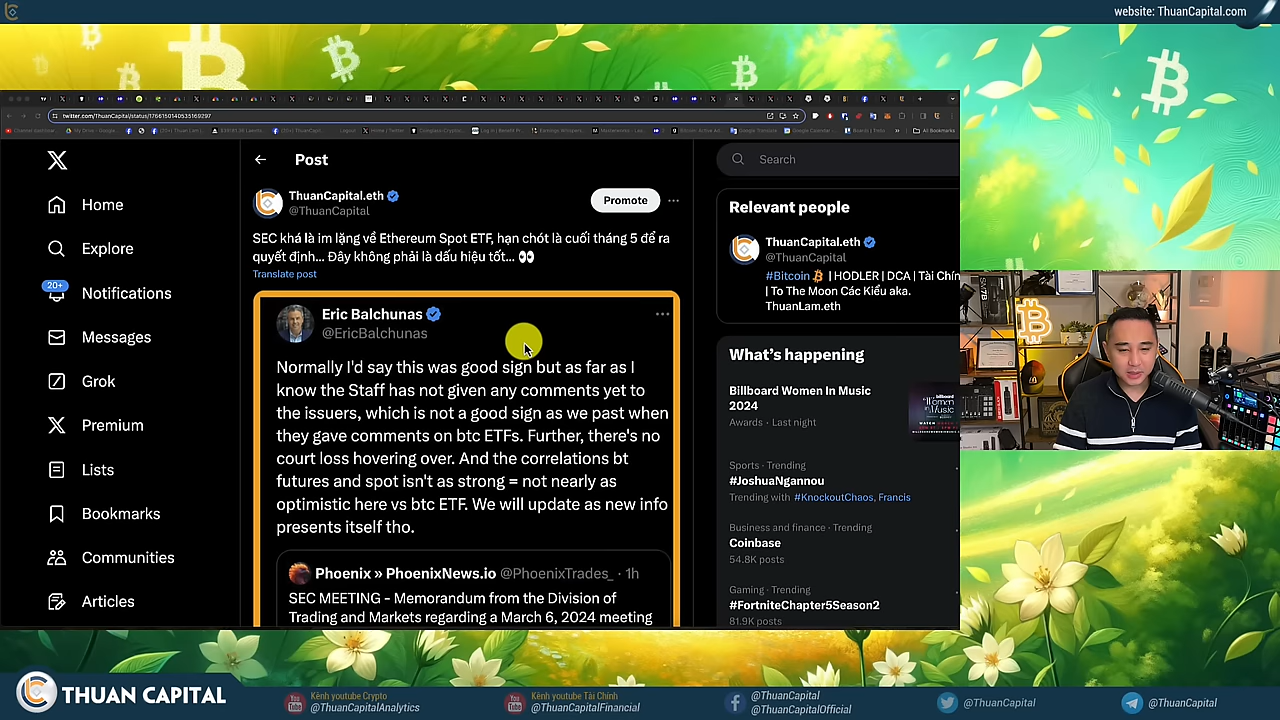 website: ThuanCapital.com
twitter.com/ThuanCapital/status/1766150140535169297
Post
Search
ThuanCapital.eth
@ThuanCapital
Promote
SEC khá là im lặng về Ethereum Spot ETF, hạn chót là cuối tháng 5 để ra
quyết định... Đây không phải là dấu hiệu tốt... 👀
Translate post
Home
Explore
20+
Notifications
Messages
Grok
Premium
Lists
Bookmarks
Communities
Articles
Eric Balchunas
@EricBalchunas
Normally I'd say this was good sign but as far as I
know the Staff has not given any comments yet to
the issuers, which is not a good sign as we past when
they gave comments on btc ETFs. Further, there's no
court loss hovering over. And the correlations bt
futures and spot isn't as strong = not nearly as
optimistic here vs btc ETF. We will update as new info
presents itself tho.
Phoenix » PhoenixNews.io @PhoenixTrades_ · 1h
SEC MEETING - Memorandum from the Division of
Trading and Markets regarding a March 6, 2024 meeting
Relevant people
ThuanCapital.eth
@ThuanCapital
#Bitcoin | HODLER | DCA | Tài Chín
| To The Moon Các Kiểu aka.
ThuanLam.eth
What's happening
Billboard Women In Music
2024
Awards · Last night
Sports · Trending
#JoshuaNgannou
Trending with #KnockoutChaos, Francis
Business and finance · Trending
Coinbase
54.8K posts
Gaming · Trending
#FortniteChapter5Season2
81.9K posts
THUAN CAPITAL
Kênh youtube Crypto
@ThuanCapitalAnalytics
Kênh youtube Tài Chính
@ThuanCapitalFinancial
@ThuanCapital
@ThuanCapitalOfficial
@ThuanCapital
@ThuanCapital